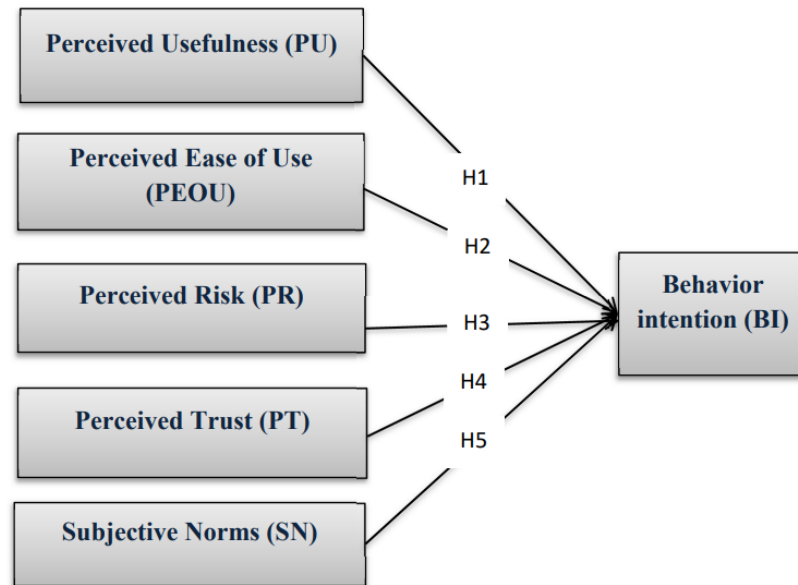 Perceived Usefulness (PU)
Perceived Ease of Use
(PEOU)
Perceived Risk (PR)
Perceived Trust (PT)
Subjective Norms (SN)
H1
H2
H3
H4
H5
Behavior
intention (BI)